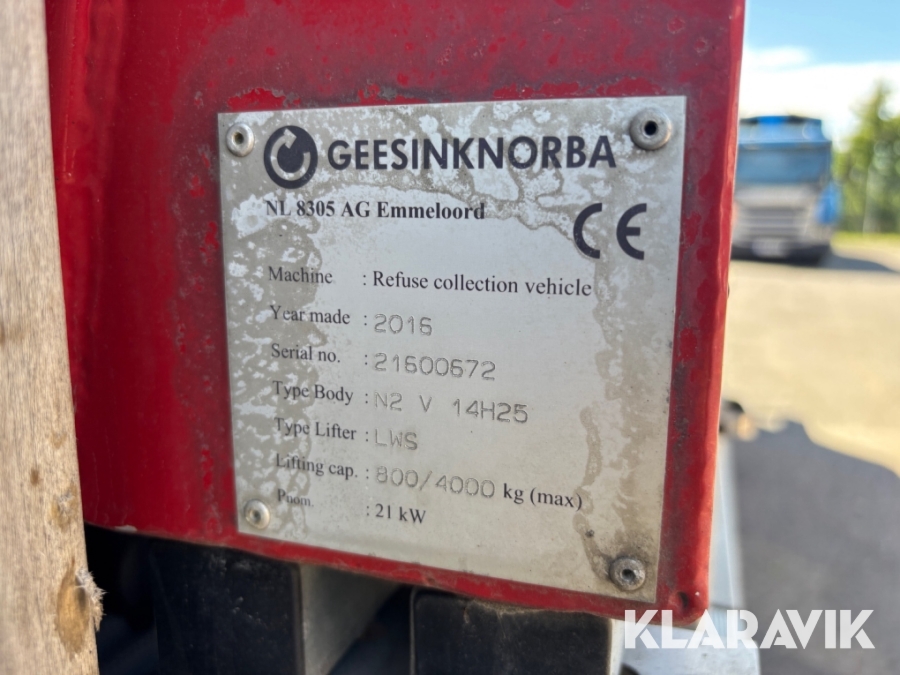 GEESINKNORBA
NL 8305 AG Emmeloord
CE
Machine : Refuse collection vehicle
Year made : 2016
Serial no. : 21600672
Type Body : N2 V 14H25
Type Lifter : LWS
Lifting cap. : 800/4000 kg (max)
Pnom. : 21 kW
KLARAVIK